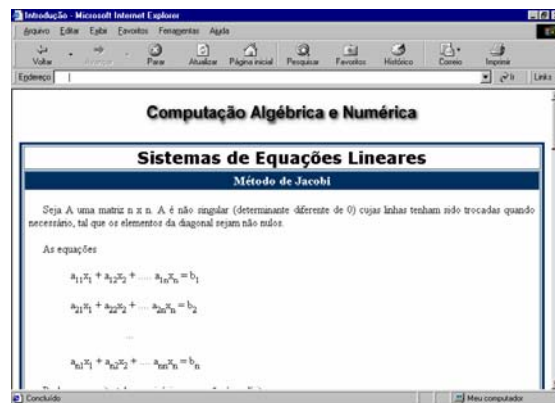 Introdução - Microsoft Internet Explorer
Arquivo Editar Exibir Favoritos Ferramentas Ajuda
Voltar Avançar Parar Atualizar Página inicial Pesquisar Favoritos Histórico Correio Imprimir
Endereço Ir Links
Computação Algébrica e Numérica
Sistemas de Equações Lineares
Método de Jacobi
Seja A uma matriz n x n. A é não singular (determinante diferente de 0) cujas linhas tenham sido trocadas quando
necessário, tal que os elementos da diagonal sejam não nulos.
As equações
a₁₁x₁ + a₁₂x₂ + .... a₁ₙxₙ = b₁
a₂₁x₁ + a₂₂x₂ + .... a₂ₙxₙ = b₂
...
aₙ₁x₁ + aₙ₂x₂ + .... aₙₙxₙ = bₙ
Concluído Meu computador